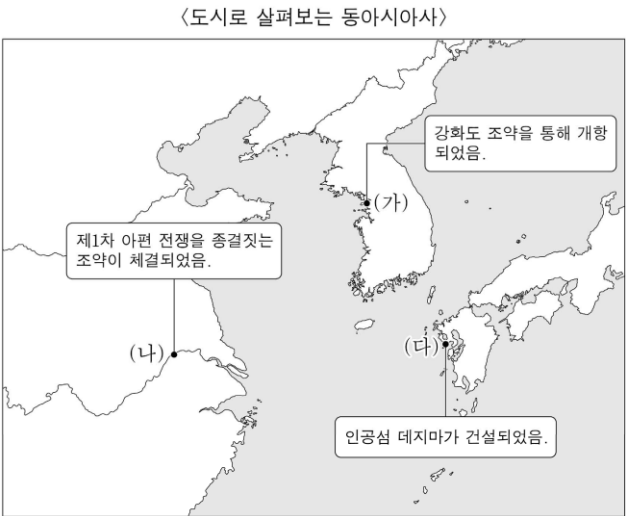 〈도시로 살펴보는 동아시아사〉
강화도 조약을 통해 개항
되었음.
(가)
제1차 아편 전쟁을 종결짓는
조약이 체결되었음.
(나)
(다)
인공섬 데지마가 건설되었음.